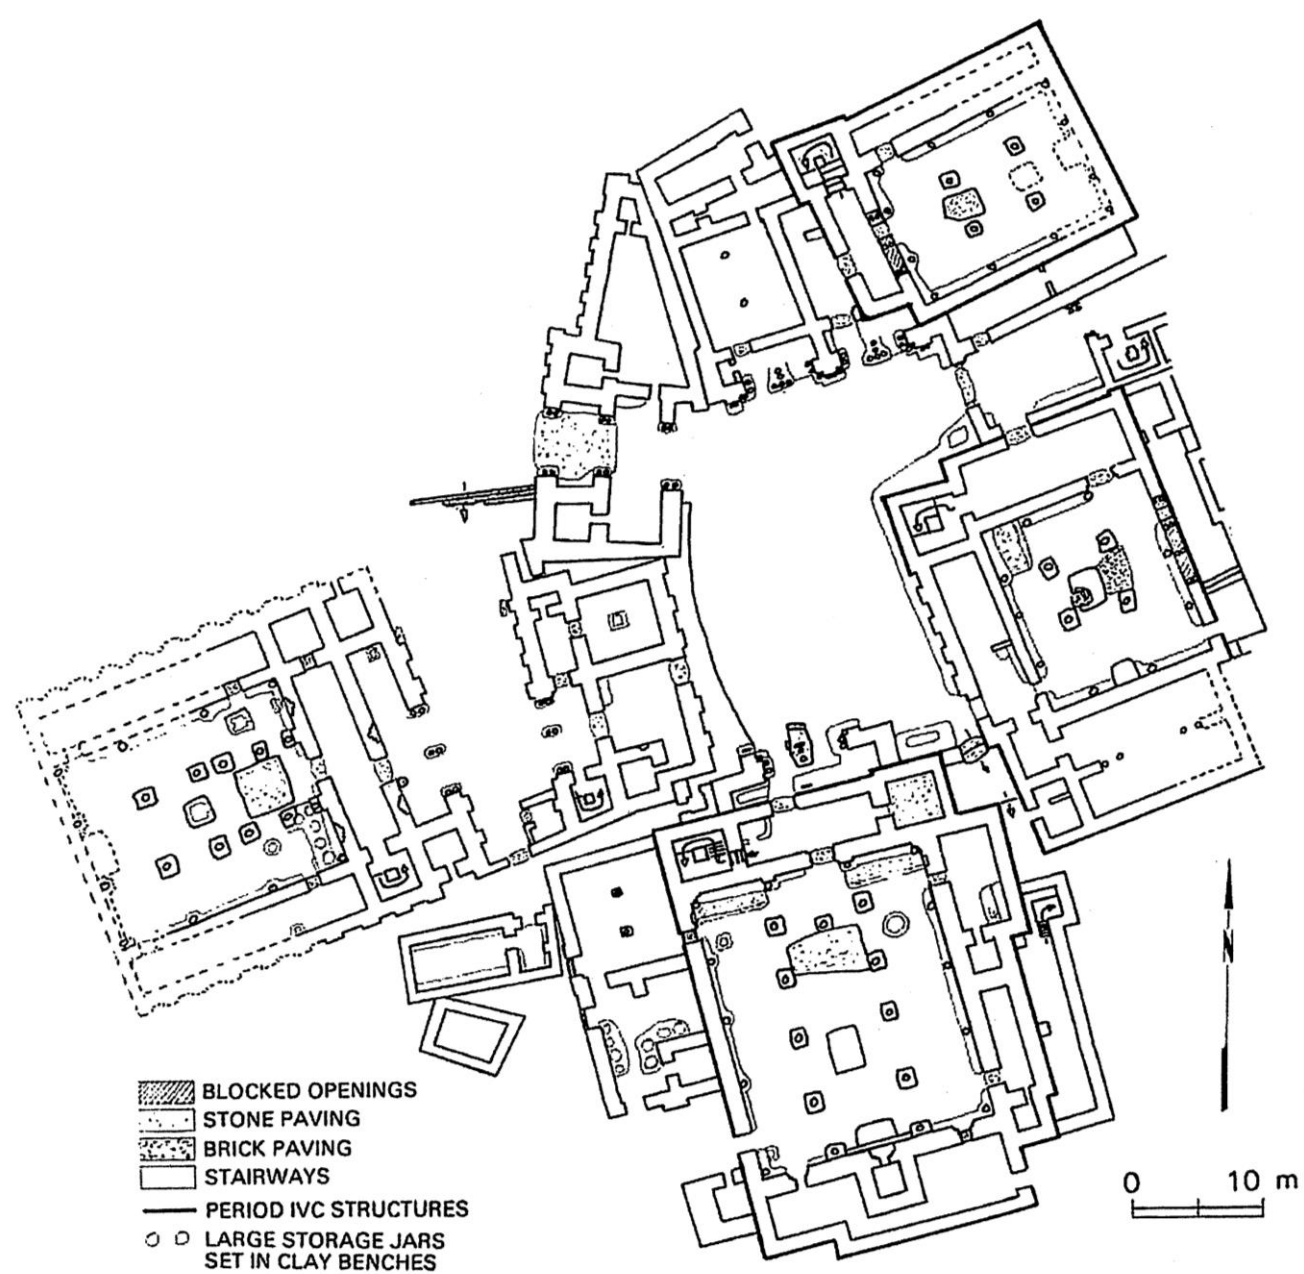 N
BLOCKED OPENINGS
STONE PAVING
BRICK PAVING
STAIRWAYS
PERIOD IVC STRUCTURES
LARGE STORAGE JARS
SET IN CLAY BENCHES
0 10 m